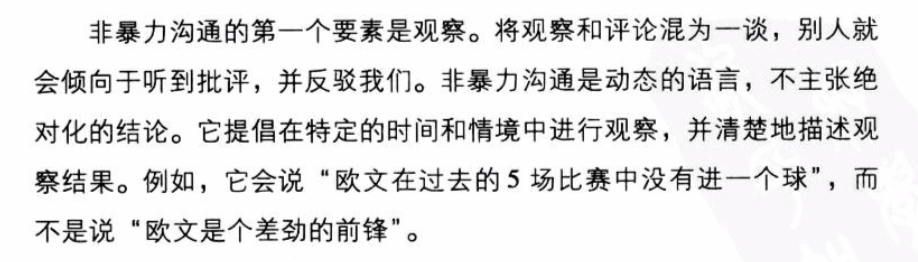 非暴力沟通的第一个要素是观察。将观察和评论混为一谈，别人就
会倾向于听到批评，并反驳我们。非暴力沟通是动态的语言，不主张绝
对化的结论。它提倡在特定的时间和情境中进行观察，并清楚地描述观
察结果。例如，它会说“欧文在过去的5场比赛中没有进一个球”，而
不是说“欧文是个差劲的前锋”。